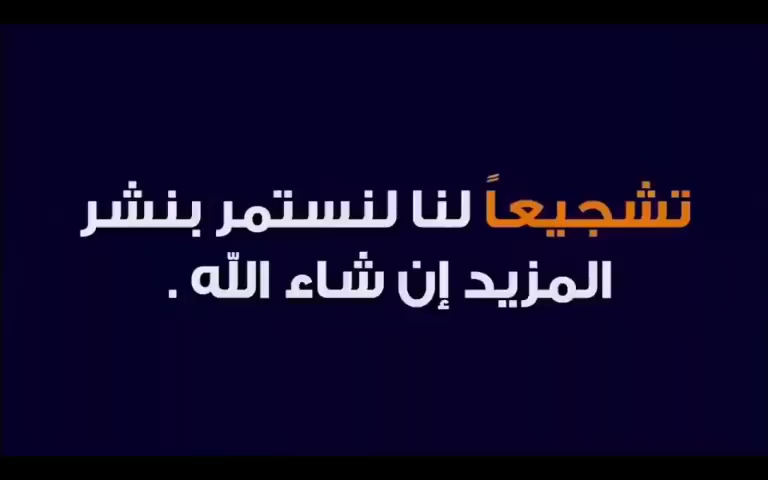 تشجيعاً لنا لنستمر بنشر
المزيد إن شاء الله .